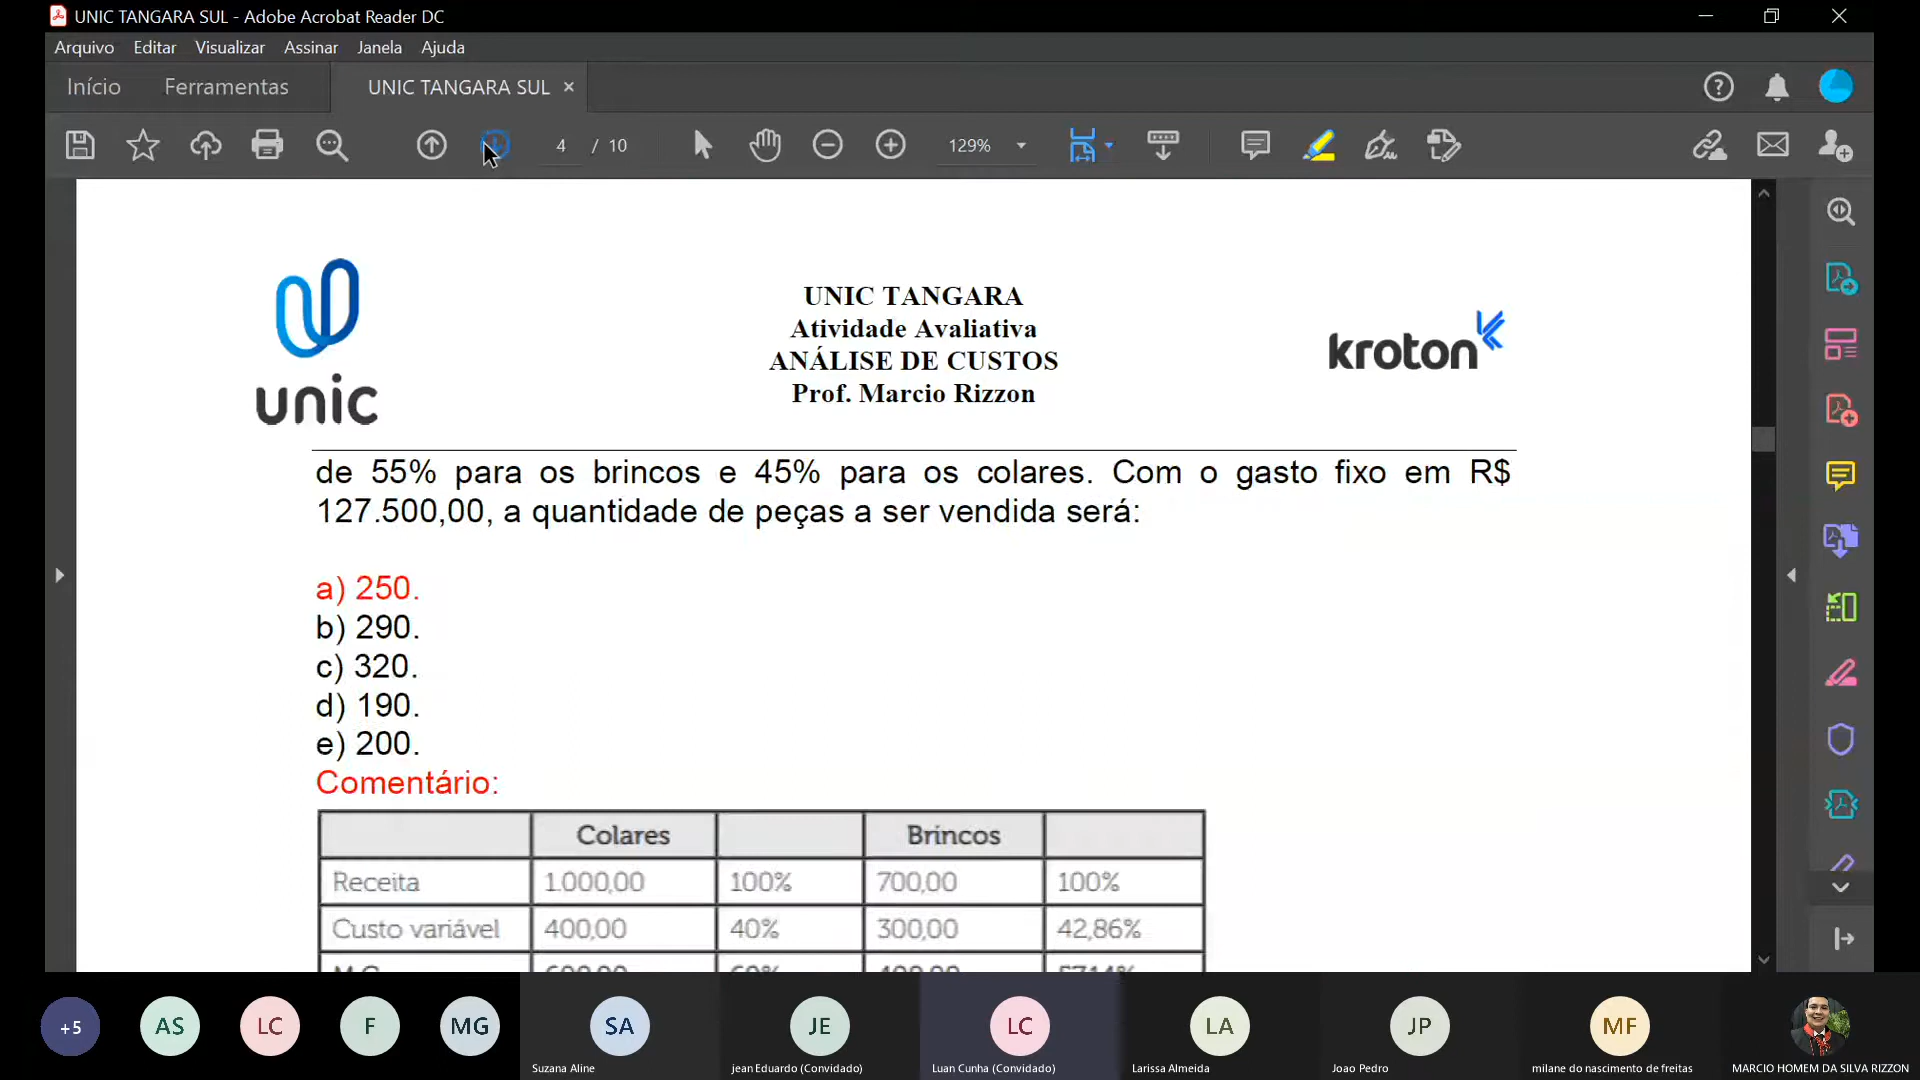 UNIC TANGARA SUL - Adobe Acrobat Reader DC
Arquivo Editar Visualizar Assinar Janela Ajuda
Início Ferramentas UNIC TANGARA SUL ×
4 / 10 129%
unic
UNIC TANGARA
Atividade Avaliativa
ANÁLISE DE CUSTOS
Prof. Marcio Rizzon
kroton
de 55% para os brincos e 45% para os colares. Com o gasto fixo em R$
127.500,00, a quantidade de peças a ser vendida será:
a) 250.
b) 290.
c) 320.
d) 190.
e) 200.
Comentário:
Colares Brincos
Receita 1.000,00 100% 700,00 100%
Custo variável 400,00 40% 300,00 42,86%
+5 AS LC F MG SA JE LC LA JP MF
Suzana Aline jean Eduardo (Convidado) Luan Cunha (Convidado) Larissa Almeida Joao Pedro milane do nascimento de freitas MARCIO HOMEM DA SILVA RIZZON